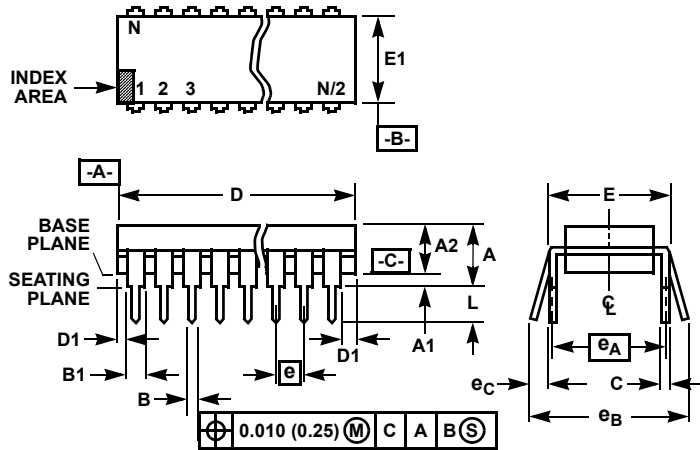 N
E1
INDEX
AREA
1 2 3 N/2
-B-
-A-
D
E
BASE
PLANE
A2
A
-C-
SEATING
PLANE
L
D1
A1
D1
B1
e
eA
eC
C
B
eB
⌖ 0.010 (0.25) Ⓜ C A B Ⓢ
℄